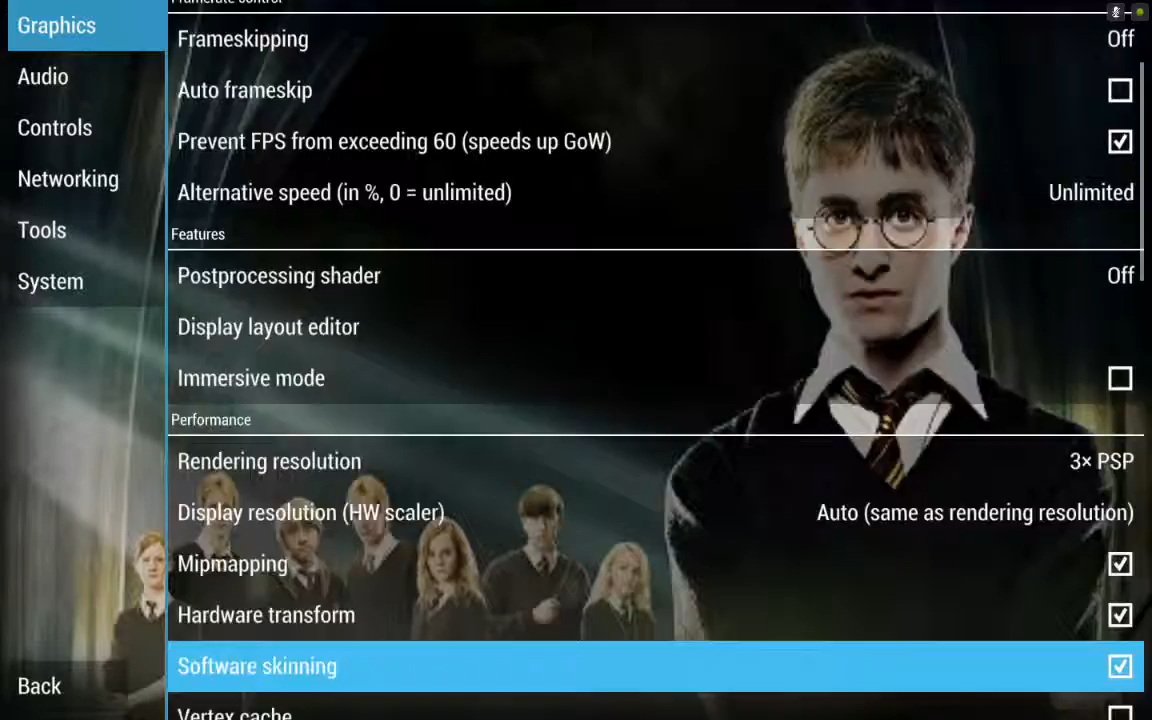 Graphics
Audio
Controls
Networking
Tools
System
Back
Framerate control
Frameskipping Off
Auto frameskip
Prevent FPS from exceeding 60 (speeds up GoW)
Alternative speed (in %, 0 = unlimited) Unlimited
Features
Postprocessing shader Off
Display layout editor
Immersive mode
Performance
Rendering resolution 3× PSP
Display resolution (HW scaler) Auto (same as rendering resolution)
Mipmapping
Hardware transform
Software skinning
Vertex cache